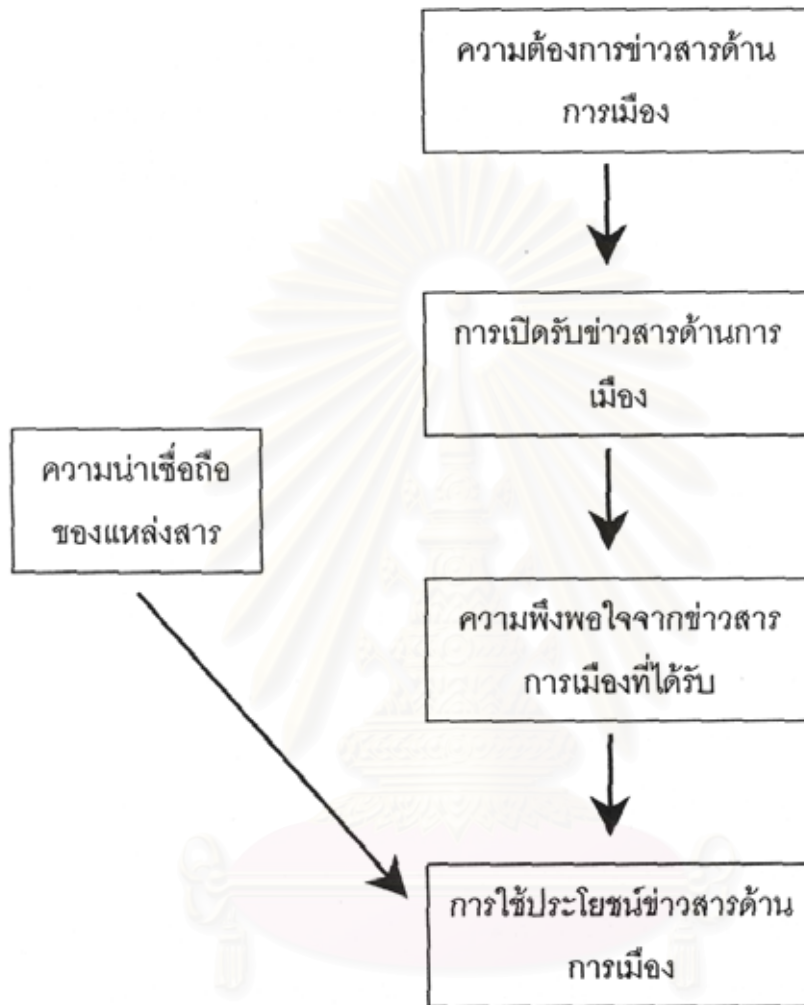 ความต้องการข่าวสารด้าน
การเมือง
การเปิดรับข่าวสารด้านการ
เมือง
ความน่าเชื่อถือ
ของแหล่งสาร
ความพึงพอใจจากข่าวสาร
การเมืองที่ได้รับ
การใช้ประโยชน์ข่าวสารด้าน
การเมือง